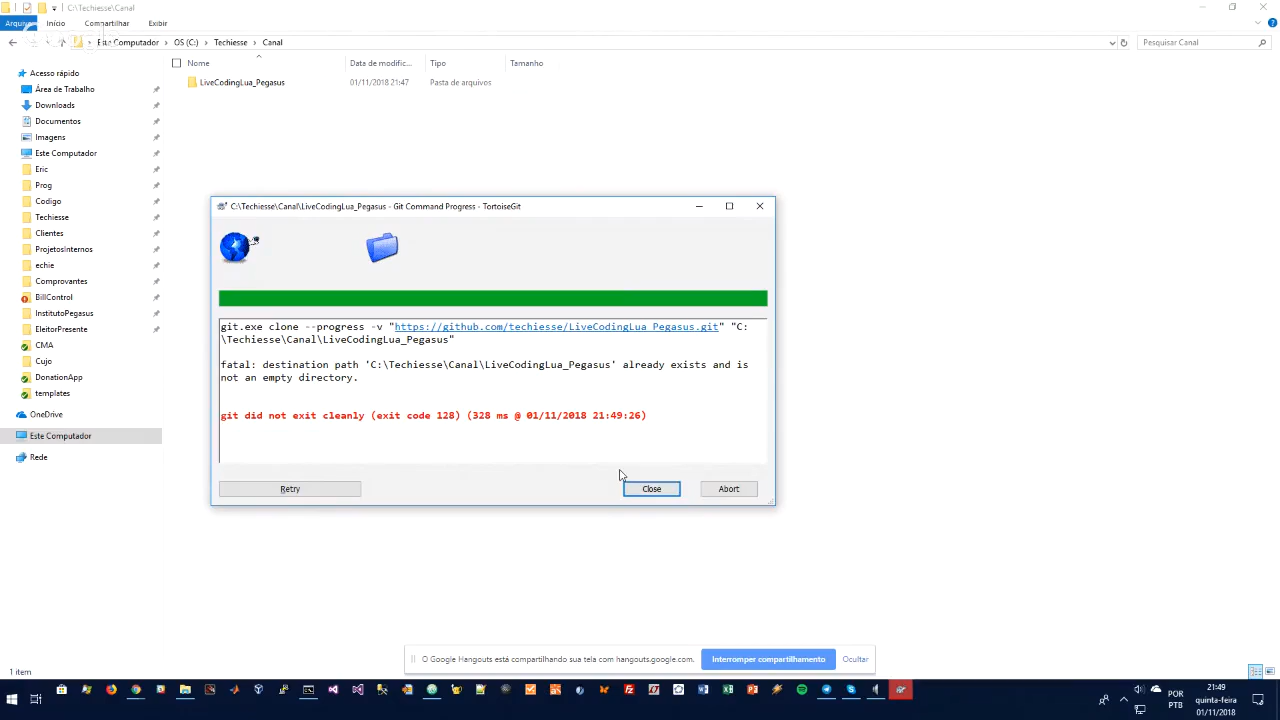 C:\Techiesse\Canal
Arquivo Início Compartilhar Exibir
Este Computador OS (C:) Techiesse Canal
Pesquisar Canal
Nome Data de modific... Tipo Tamanho
LiveCodingLua_Pegasus 01/11/2018 21:47 Pasta de arquivos
Acesso rápido
Área de Trabalho
Downloads
Documentos
Imagens
Este Computador
Eric
Prog
Codigo
Techiesse
Clientes
ProjetosInternos
echie
Comprovantes
BillControl
InstitutoPegasus
EleitorPresente
CMA
Cujo
DonationApp
templates
OneDrive
Este Computador
Rede
C:\Techiesse\Canal\LiveCodingLua_Pegasus - Git Command Progress - TortoiseGit
git.exe clone --progress -v "https://github.com/techiesse/LiveCodingLua_Pegasus.git" "C:
\Techiesse\Canal\LiveCodingLua_Pegasus"
fatal: destination path 'C:\Techiesse\Canal\LiveCodingLua_Pegasus' already exists and is
not an empty directory.
git did not exit cleanly (exit code 128) (328 ms @ 01/11/2018 21:49:26)
Retry Close Abort
O Google Hangouts está compartilhando sua tela com hangouts.google.com. Interromper compartilhamento Ocultar
1 item
POR
PTB
21:49
quinta-feira
01/11/2018